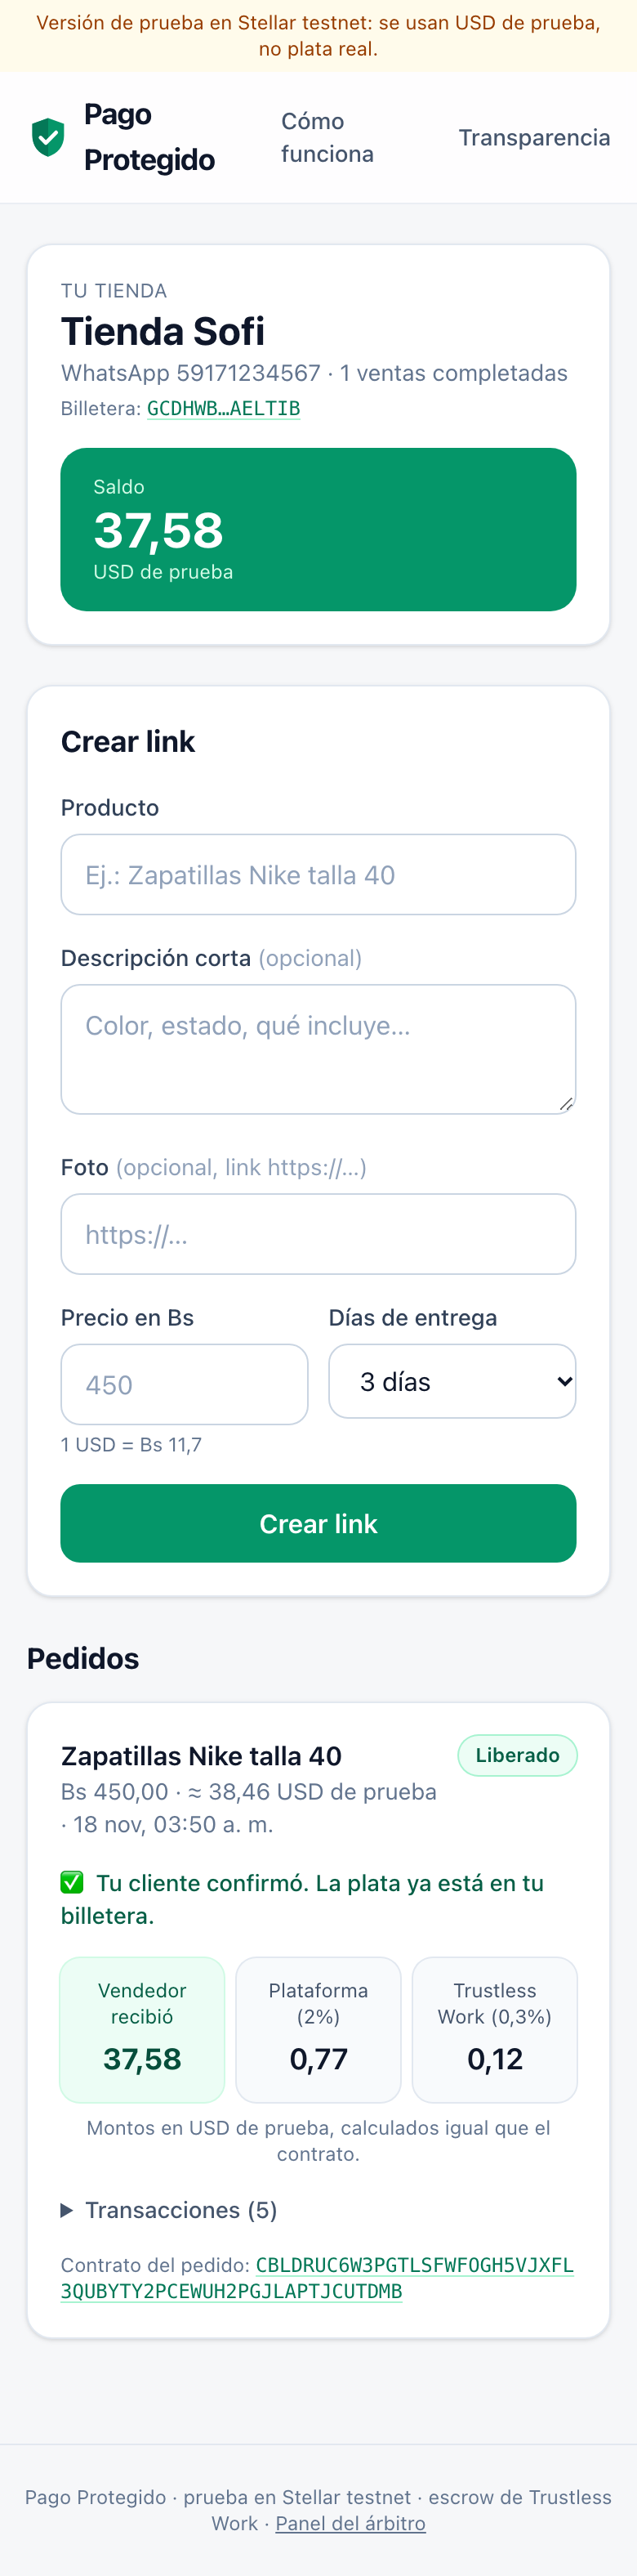 Versión de prueba en Stellar testnet: se usan USD de prueba,
no plata real.
Pago
Protegido
Cómo
funciona
Transparencia
TU TIENDA
Tienda Sofi
WhatsApp 59171234567 · 1 ventas completadas
Billetera: GCDHWB…AELTIB
Saldo
37,58
USD de prueba
Crear link
Producto
Ej.: Zapatillas Nike talla 40
Descripción corta (opcional)
Color, estado, qué incluye...
Foto (opcional, link https://...)
https://...
Precio en Bs
Días de entrega
450
3 días
1 USD = Bs 11,7
Crear link
Pedidos
Zapatillas Nike talla 40
Liberado
Bs 450,00 · ≈ 38,46 USD de prueba
· 18 nov, 03:50 a. m.
✅ Tu cliente confirmó. La plata ya está en tu
billetera.
Vendedor
recibió
37,58
Plataforma
(2%)
0,77
Trustless
Work (0,3%)
0,12
Montos en USD de prueba, calculados igual que el
contrato.
▶ Transacciones (5)
Contrato del pedido: CBLDRUC6W3PGTLSFWFOGH5VJXFL
3QUBYTY2PCEWUH2PGJLAPTJCUTDMB
Pago Protegido · prueba en Stellar testnet · escrow de Trustless
Work · Panel del árbitro